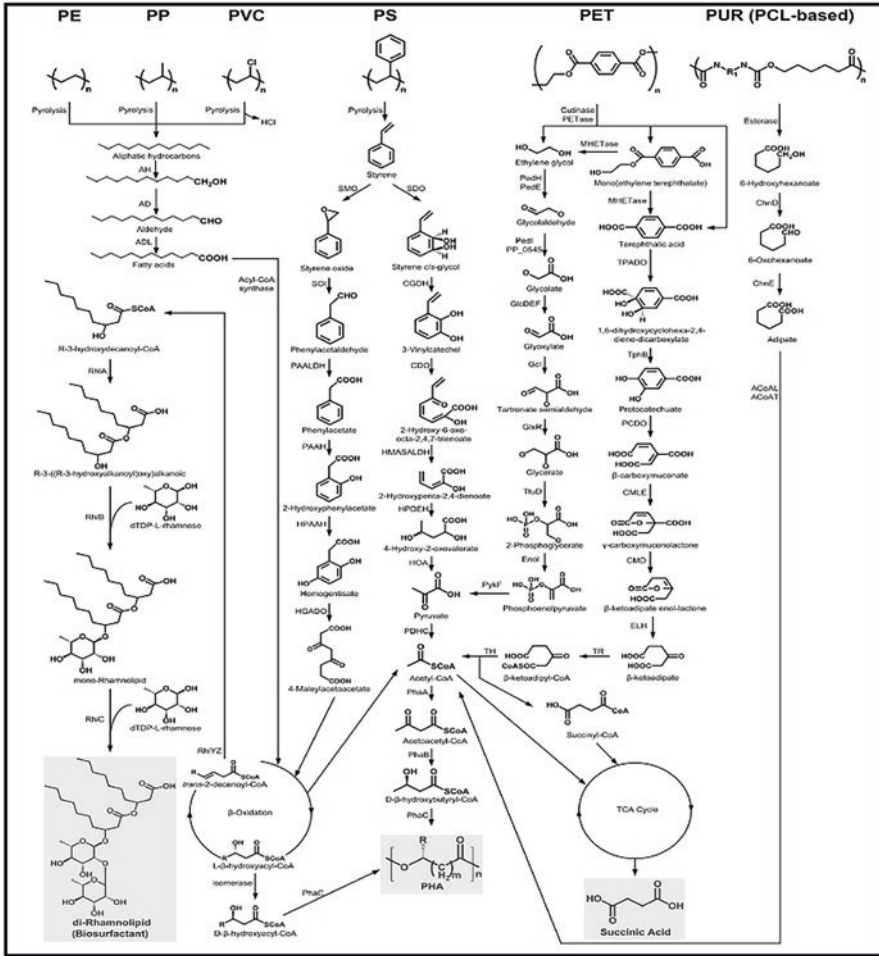 PE
PP
PVC
PS
PET
PUR (PCL-based)
Pyrolysis
Pyrolysis
Pyrolysis
HCl
Aliphatic hydrocarbons
AH
CH₂OH
AD
CHO
Aldehyde
ADL
COOH
Fatty acids
Acyl-CoA
synthase
SCoA
R-3-hydroxydecanoyl-CoA
RhlA
R-3-((R-3-hydroxyalkanoyl)oxy)alkanoic
RhlB
dTDP-L-rhamnose
mono-Rhamnolipid
RhlC
dTDP-L-rhamnose
di-Rhamnolipid
(Biosurfactant)
RhlYZ
trans-2-decenoyl-CoA
β-Oxidation
L-β-hydroxyacyl-CoA
isomerase
D-β-hydroxyacyl-CoA
PhaC
Pyrolysis
Styrene
SMO
SDO
Styrene oxide
SOI
Phenylacetaldehyde
PAALDH
Phenylacetate
PAAH
2-Hydroxyphenylacetate
HPAAH
Homogentisate
HGADO
4-Maleylacetoacetate
Styrene cis-glycol
CGDH
3-Vinylcatechol
CDO
2-Hydroxy-6-oxo-
octa-2,4,7-trienoate
HMASALDH
2-Hydroxypenta-2,4-dienoate
HPDEH
4-Hydroxy-2-oxovalerate
HOA
Pyruvate
PDHC
Acetyl-CoA
PhaA
Acetoacetyl-CoA
PhaB
D-β-hydroxybutyryl-CoA
PhaC
PHA
Cutinase
PETase
Ethylene glycol
MHETase
Mono(ethylene terephthalate)
PedH
PedE
Glycolaldehyde
PedI
PP_0545
Glycolate
GlcDEF
Glyoxylate
Gcl
Tartronate semialdehyde
GlxR
Glycerate
TtuD
2-Phosphoglycerate
Enol
Phosphoenolpyruvate
PykF
MHETase
Terephthalic acid
TPADO
1,6-dihydroxycyclohexa-2,4-
diene-dicarboxylate
TphB
Protocatechuate
PCDO
β-carboxymuconate
CMLE
γ-carboxymuconolactone
CMD
β-ketoadipate enol-lactone
ELH
β-ketoadipate
TR
β-ketoadipyl-CoA
TH
Succinyl-CoA
TCA Cycle
Succinic Acid
Esterase
6-Hydroxyhexanoate
ChnD
6-Oxohexanoate
ChnE
Adipate
ACoAL
ACoAT